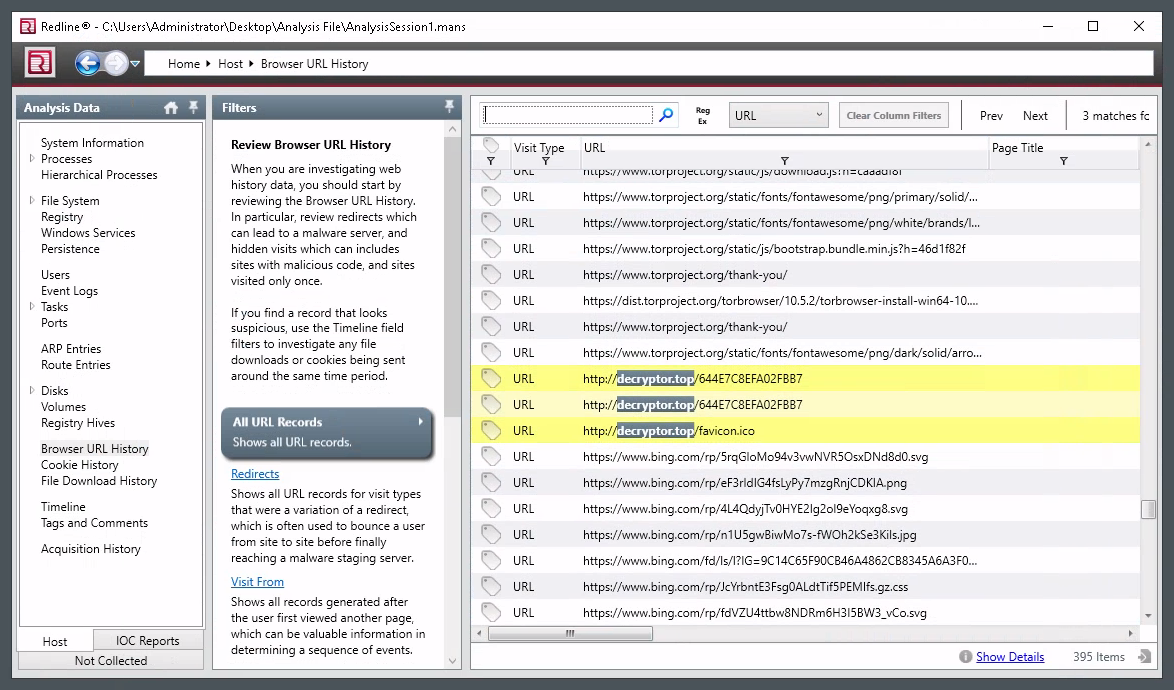 Redline® - C:\Users\Administrator\Desktop\Analysis File\AnalysisSession1.mans
Home Host Browser URL History
Analysis Data
System Information
Processes
Hierarchical Processes
File System
Registry
Windows Services
Persistence
Users
Event Logs
Tasks
Ports
ARP Entries
Route Entries
Disks
Volumes
Registry Hives
Browser URL History
Cookie History
File Download History
Timeline
Tags and Comments
Acquisition History
Host
IOC Reports
Not Collected
Filters
Review Browser URL History
When you are investigating web
history data, you should start by
reviewing the Browser URL History.
In particular, review redirects which
can lead to a malware server, and
hidden visits which can includes
sites with malicious code, and sites
visited only once.
If you find a record that looks
suspicious, use the Timeline field
filters to investigate any file
downloads or cookies being sent
around the same time period.
All URL Records
Shows all URL records.
Redirects
Shows all URL records for visit types
that were a variation of a redirect,
which is often used to bounce a user
from site to site before finally
reaching a malware staging server.
Visit From
Shows all records generated after
the user first viewed another page,
which can be valuable information in
determining a sequence of events.
Reg
Ex
URL
Clear Column Filters
Prev
Next
3 matches fc
Visit Type URL Page Title
URL https://www.torproject.org/static/js/download.js?h=caaadf8f
URL https://www.torproject.org/static/fonts/fontawesome/png/primary/solid/...
URL https://www.torproject.org/static/fonts/fontawesome/png/white/brands/l...
URL https://www.torproject.org/static/js/bootstrap.bundle.min.js?h=46d1f82f
URL https://www.torproject.org/thank-you/
URL https://dist.torproject.org/torbrowser/10.5.2/torbrowser-install-win64-10....
URL https://www.torproject.org/thank-you/
URL https://www.torproject.org/static/fonts/fontawesome/png/dark/solid/arro...
URL http://decryptor.top/644E7C8EFA02FBB7
URL http://decryptor.top/644E7C8EFA02FBB7
URL http://decryptor.top/favicon.ico
URL https://www.bing.com/rp/5rqGloMo94v3vwNVR5OsxDNd8d0.svg
URL https://www.bing.com/rp/eF3rIdIG4fsLyPy7mzgRnjCDKIA.png
URL https://www.bing.com/rp/4L4QdyjTv0HYE2Ig2ol9eYoqxg8.svg
URL https://www.bing.com/rp/n1U5gwBiwMo7s-fWOh2kSe3Kils.jpg
URL https://www.bing.com/fd/ls/l?IG=9C14C65F90CB46A4862CB8345A6A3F0...
URL https://www.bing.com/rp/JcYrbntE3Fsg0ALdtTif5PEMIfs.gz.css
URL https://www.bing.com/rp/fdVZU4ttbw8NDRm6H3I5BW3_vCo.svg
Show Details
395 Items